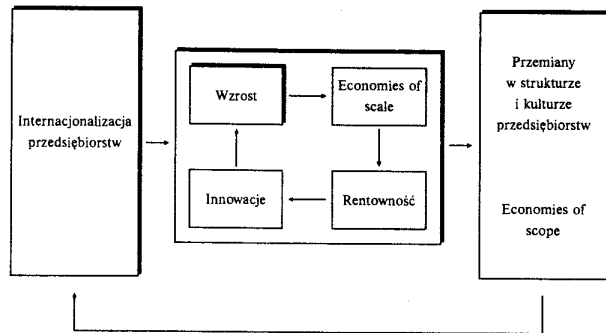 Internacjonalizacja
przedsiębiorstw
Wzrost
Economies of
scale
Innowacje
Rentowność
Przemiany
w strukturze
i kulturze
przedsiębiorstw
Economies of
scope